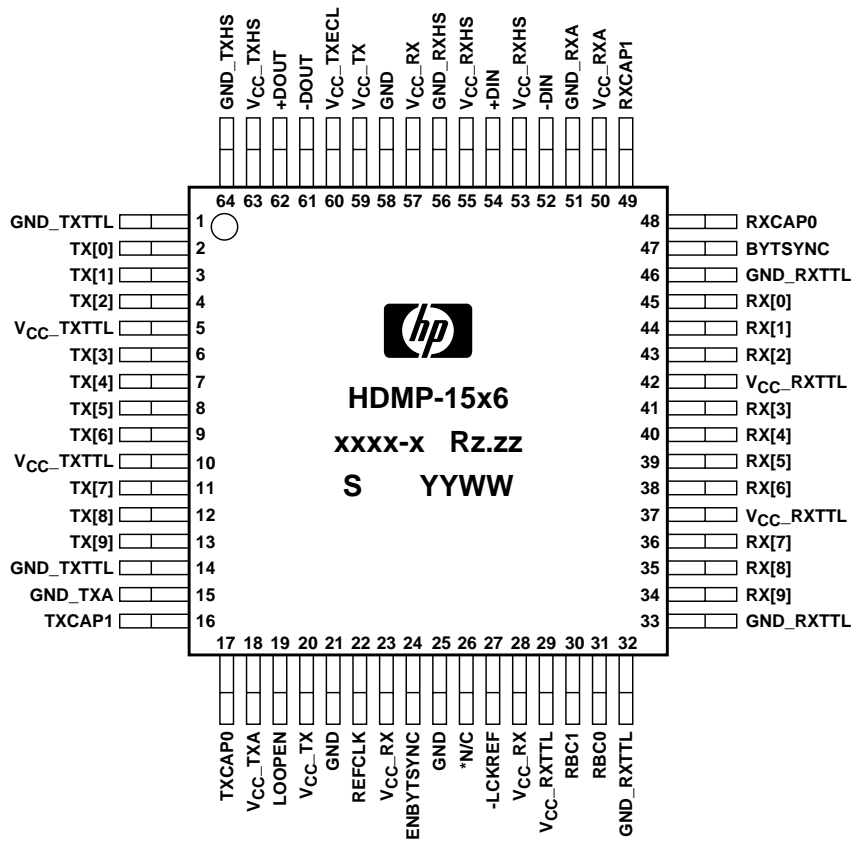 GND_TXHS
VCC_TXHS
+DOUT
-DOUT
VCC_TXECL
VCC_TX
GND
VCC_RX
GND_RXHS
VCC_RXHS
+DIN
VCC_RXHS
-DIN
GND_RXA
VCC_RXA
RXCAP1
64 63 62 61 60 59 58 57 56 55 54 53 52 51 50 49
GND_TXTTL 1
TX[0] 2
TX[1] 3
TX[2] 4
VCC_TXTTL 5
TX[3] 6
TX[4] 7
TX[5] 8
TX[6] 9
VCC_TXTTL 10
TX[7] 11
TX[8] 12
TX[9] 13
GND_TXTTL 14
GND_TXA 15
TXCAP1 16
hp
HDMP-15x6
xxxx-x Rz.zz
S YYWW
48 RXCAP0
47 BYTSYNC
46 GND_RXTTL
45 RX[0]
44 RX[1]
43 RX[2]
42 VCC_RXTTL
41 RX[3]
40 RX[4]
39 RX[5]
38 RX[6]
37 VCC_RXTTL
36 RX[7]
35 RX[8]
34 RX[9]
33 GND_RXTTL
17 18 19 20 21 22 23 24 25 26 27 28 29 30 31 32
TXCAP0
VCC_TXA
LOOPEN
VCC_TX
GND
REFCLK
VCC_RX
ENBYTSYNC
GND
*N/C
-LCKREF
VCC_RX
VCC_RXTTL
RBC1
RBC0
GND_RXTTL